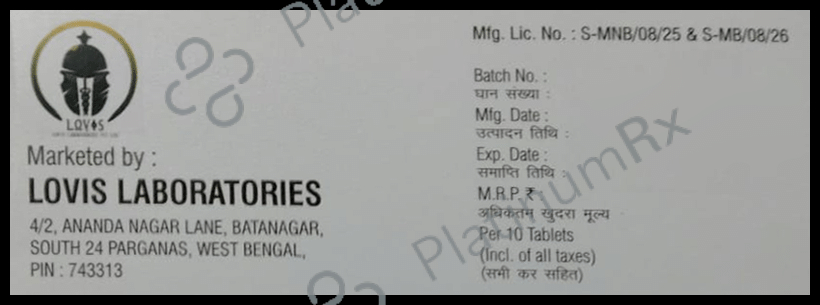 LOVIS
Marketed by :
LOVIS LABORATORIES
4/2, ANANDA NAGAR LANE, BATANAGAR,
SOUTH 24 PARGANAS, WEST BENGAL,
PIN : 743313
Mfg. Lic. No. : S-MNB/08/25 & S-MB/08/26
Batch No. :
घान संख्या :
Mfg. Date :
उत्पादन तिथि :
Exp. Date :
समाप्ति तिथि :
M.R.P. ₹
अधिकतम खुदरा मूल्य
Per 10 Tablets
(Incl. of all taxes)
(सभी कर सहित)
PlatinumRx
PlatinumRx